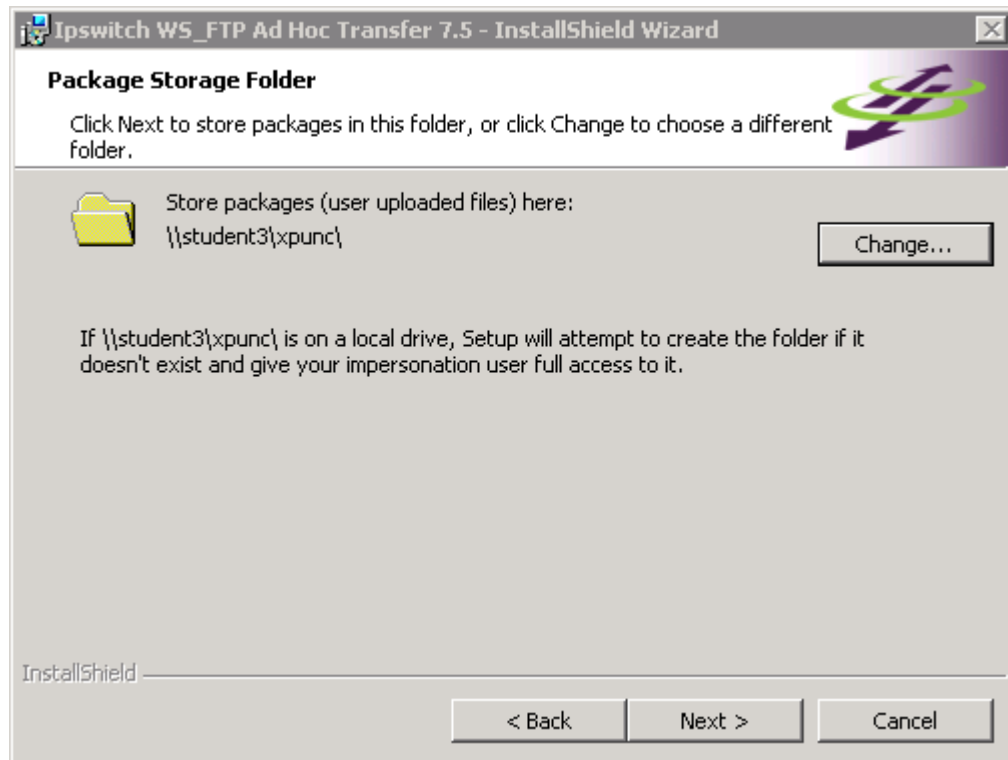 Ipswitch WS_FTP Ad Hoc Transfer 7.5 - InstallShield Wizard
Package Storage Folder
Click Next to store packages in this folder, or click Change to choose a different
folder.
Store packages (user uploaded files) here:
\\student3\xpunc\
Change...
If \\student3\xpunc\ is on a local drive, Setup will attempt to create the folder if it
doesn't exist and give your impersonation user full access to it.
InstallShield
< Back
Next >
Cancel